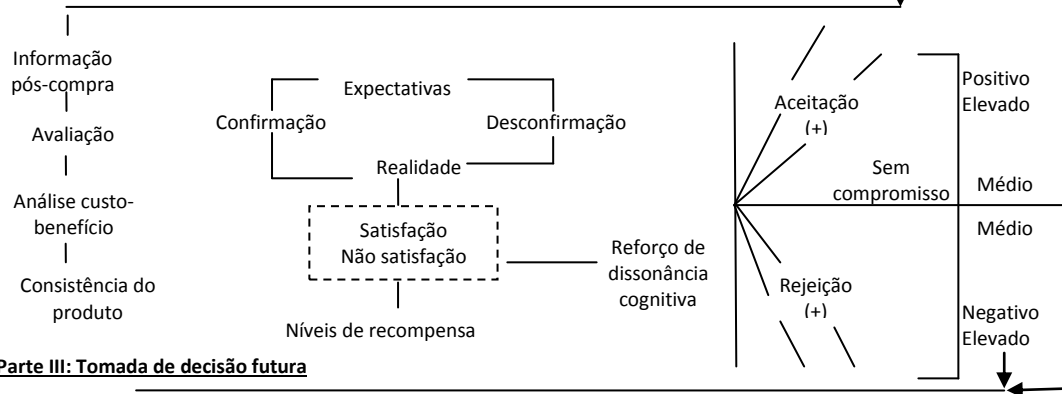 Informação
pós-compra
Avaliação
Análise custo-
benefício
Consistência do
produto
Expectativas
Confirmação
Desconfirmação
Realidade
Satisfação
Não satisfação
Níveis de recompensa
Reforço de
dissonância
cognitiva
Aceitação
(+)
Sem
compromisso
Rejeição
(+)
Positivo
Elevado
Médio
Médio
Negativo
Elevado
Parte III: Tomada de decisão futura